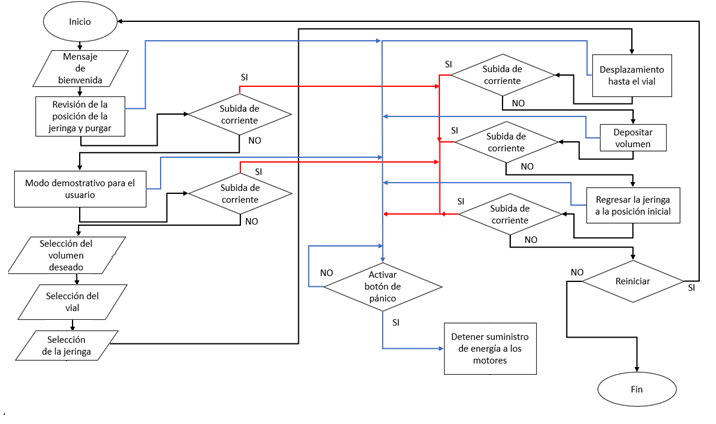 Inicio
Mensaje
de
bienvenida
Revisión de la
posición de la
jeringa y purgar
SI
Subida de
corriente
NO
Modo demostrativo para el
usuario
SI
Subida de
corriente
NO
Selección del
volumen
deseado
Selección del
vial
Selección
de la jeringa
SI
Subida de
corriente
NO
Desplazamiento
hasta el vial
SI
Subida de
corriente
NO
Depositar
volumen
SI
Subida de
corriente
NO
Regresar la jeringa
a la posición inicial
NO
Activar
botón de
pánico
SI
Detener suministro
de energía a los
motores
NO
Reiniciar
SI
Fin